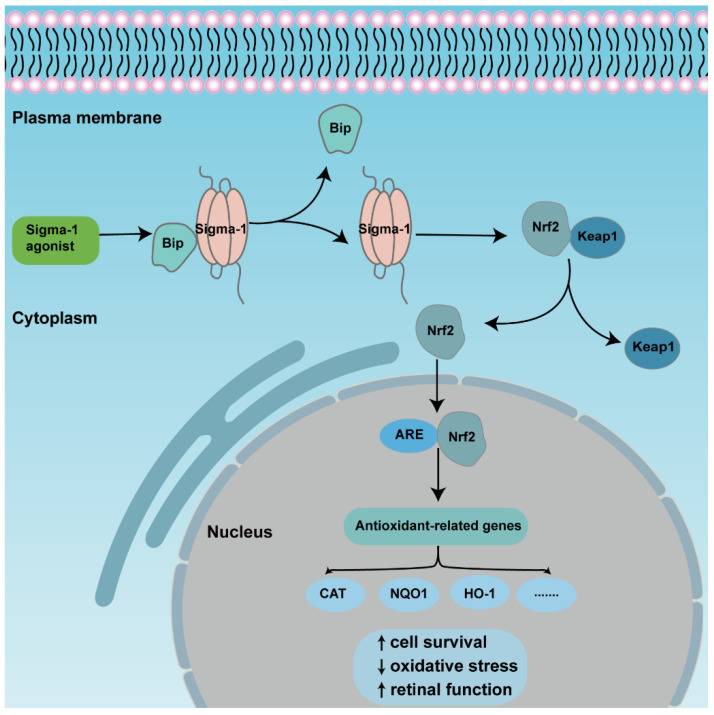 Plasma membrane
Bip
Sigma-1
agonist
Bip
Sigma-1
Sigma-1
Nrf2
Keap1
Cytoplasm
Nrf2
Keap1
ARE
Nrf2
Nucleus
Antioxidant-related genes
CAT
NQO1
HO-1
.......
↑ cell survival
↓ oxidative stress
↑ retinal function